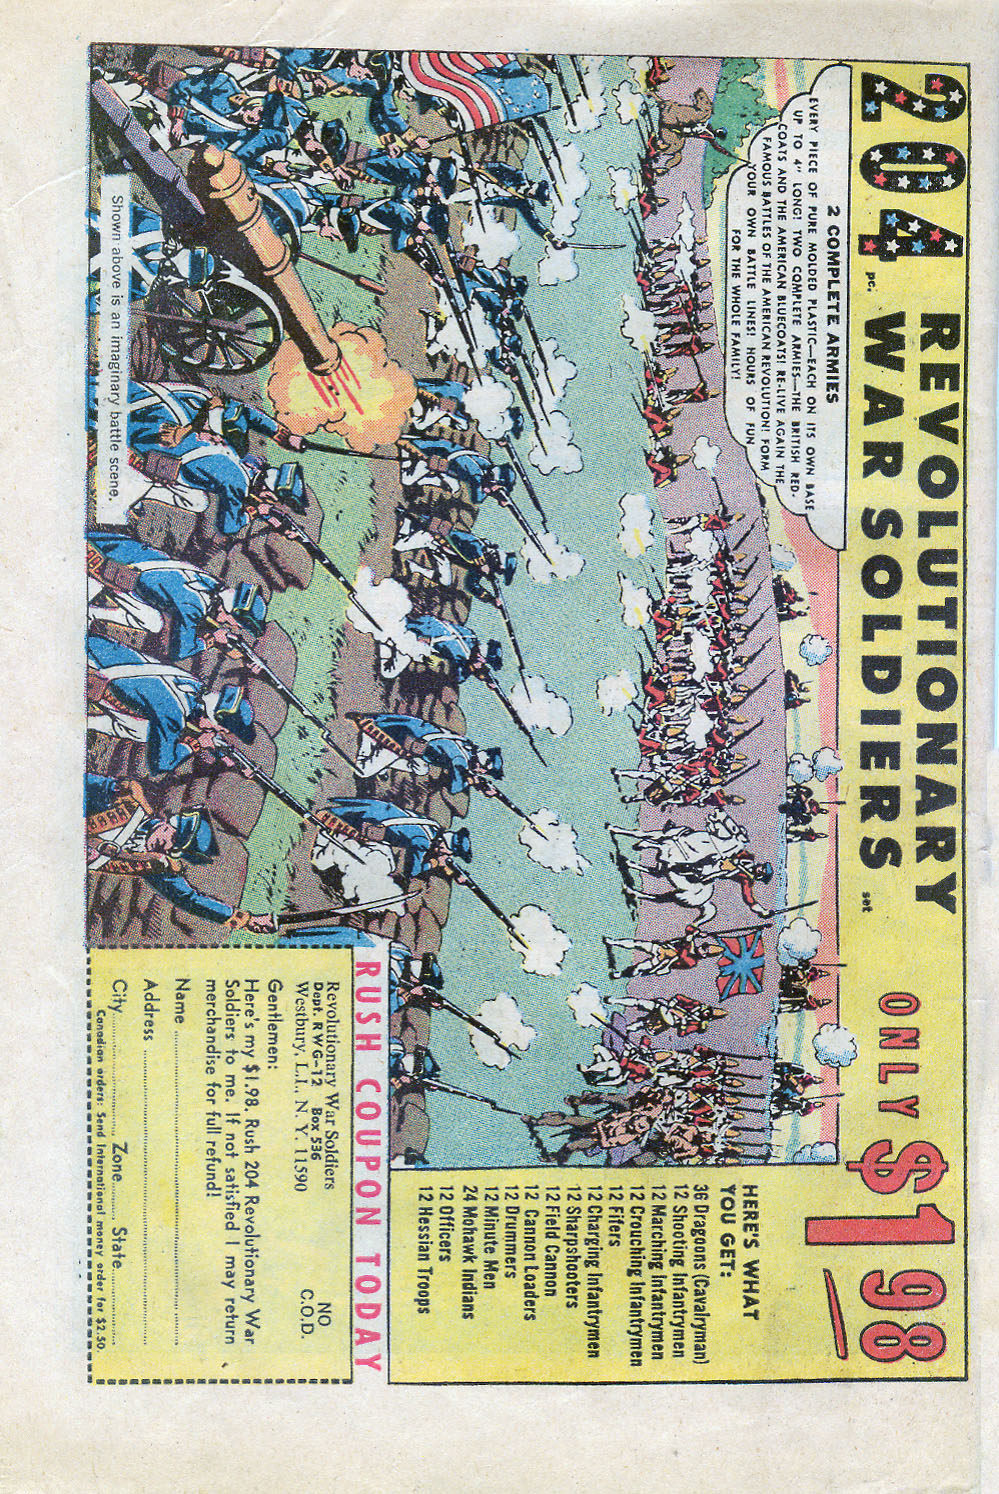 204 REVOLUTIONARY
pc. WAR SOLDIERS set
ONLY $1 98
2 COMPLETE ARMIES
EVERY PIECE OF PURE MOLDED PLASTIC—EACH ON ITS OWN BASE
UP TO 4" LONG! TWO COMPLETE ARMIES—THE BRITISH RED-
COATS AND THE AMERICAN BLUECOATS! RE-LIVE AGAIN THE
FAMOUS BATTLES OF THE AMERICAN REVOLUTION! FORM
YOUR OWN BATTLE LINES! HOURS OF FUN
FOR THE WHOLE FAMILY!
Shown above is an imaginary battle scene.
HERE'S WHAT
YOU GET:
36 Dragoons (Cavalryman)
12 Shooting Infantrymen
12 Marching Infantrymen
12 Crouching Infantrymen
12 Fifers
12 Charging Infantrymen
12 Sharpshooters
12 Field Cannon
12 Cannon Loaders
12 Drummers
12 Minute Men
24 Mohawk Indians
12 Officers
12 Hessian Troops
RUSH COUPON TODAY
Revolutionary War Soldiers
Dept. RWG-12 Box 536
Westbury, L.I., N.Y. 11590
NO
C.O.D.
Gentlemen:
Here's my $1.98. Rush 204 Revolutionary War
Soldiers to me. If not satisfied I may return
merchandise for full refund!
Name
Address
City Zone State
Canadian orders: Send International money order for $2.50.